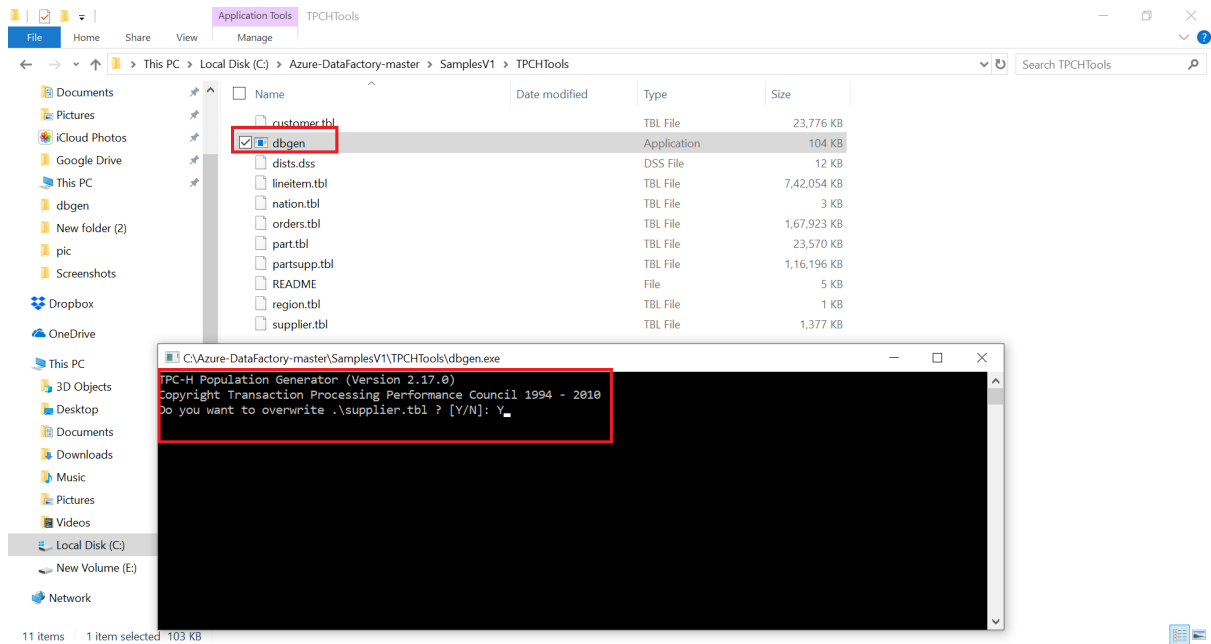 Application Tools TPCHTools
File Home Share View Manage
This PC > Local Disk (C:) > Azure-DataFactory-master > SamplesV1 > TPCHTools
Search TPCHTools
Documents
Pictures
iCloud Photos
Google Drive
This PC
dbgen
New folder (2)
pic
Screenshots
Dropbox
OneDrive
This PC
3D Objects
Desktop
Documents
Downloads
Music
Pictures
Videos
Local Disk (C:)
New Volume (E:)
Network
Name Date modified Type Size
customer.tbl TBL File 23,776 KB
dbgen Application 104 KB
dists.dss DSS File 12 KB
lineitem.tbl TBL File 7,42,054 KB
nation.tbl TBL File 3 KB
orders.tbl TBL File 1,67,923 KB
part.tbl TBL File 23,570 KB
partsupp.tbl TBL File 1,16,196 KB
README File 5 KB
region.tbl TBL File 1 KB
supplier.tbl TBL File 1,377 KB
C:\Azure-DataFactory-master\SamplesV1\TPCHTools\dbgen.exe
TPC-H Population Generator (Version 2.17.0)
Copyright Transaction Processing Performance Council 1994 - 2010
Do you want to overwrite .\supplier.tbl ? [Y/N]: Y
11 items 1 item selected 103 KB